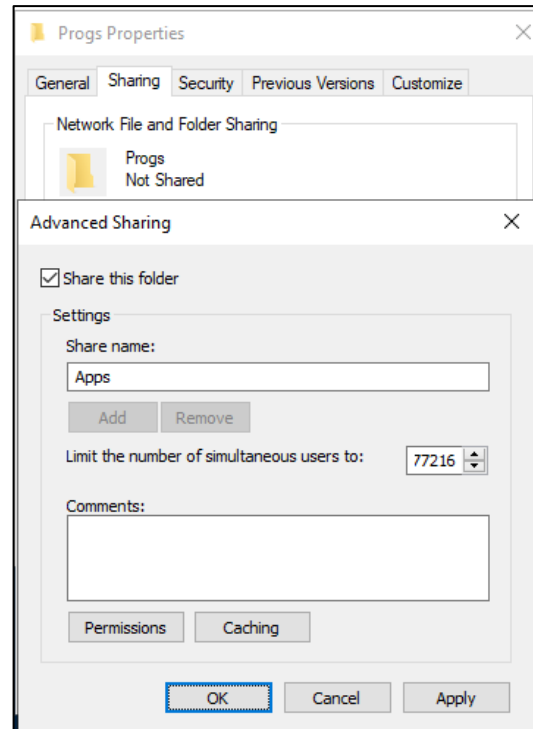 Progs Properties
General Sharing Security Previous Versions Customize
Network File and Folder Sharing
Progs
Not Shared
Advanced Sharing
Share this folder
Settings
Share name:
Apps
Add Remove
Limit the number of simultaneous users to: 77216
Comments:
Permissions Caching
OK Cancel Apply